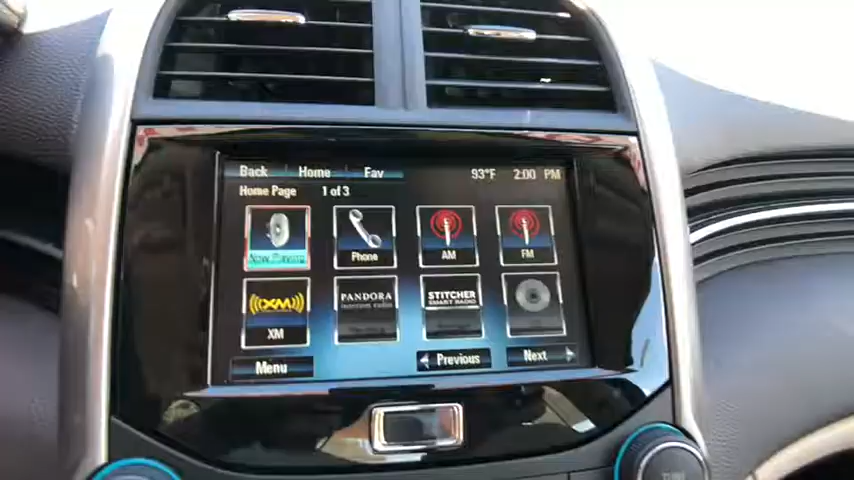 Back Home Fav 93°F 2:00 PM
Home Page 1 of 3
Now Playing Phone AM FM
XM PANDORA internet radio STITCHER SMART RADIO
XM
Menu Previous Next